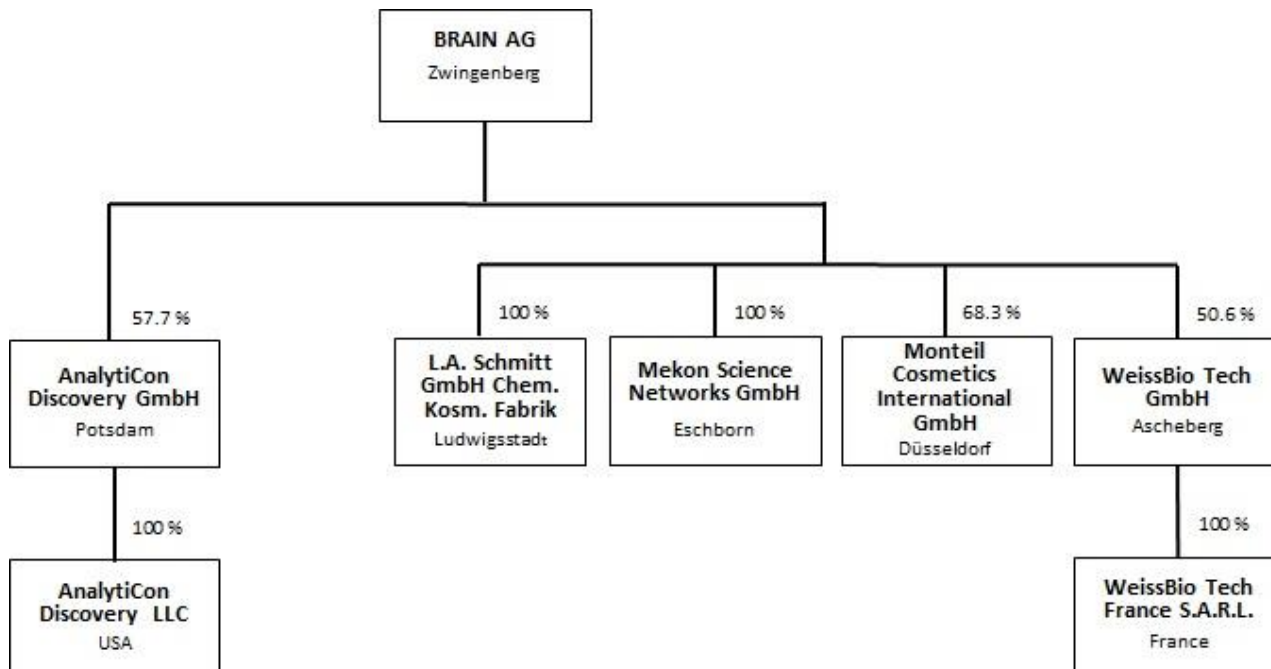 BRAIN AG
Zwingenberg
57.7 %
100 %
100 %
68.3 %
50.6 %
AnalytiCon
Discovery GmbH
Potsdam
L.A. Schmitt
GmbH Chem.
Kosm. Fabrik
Ludwigsstadt
Mekon Science
Networks GmbH
Eschborn
Monteil
Cosmetics
International
GmbH
Düsseldorf
WeissBio Tech
GmbH
Ascheberg
100 %
100 %
AnalytiCon
Discovery LLC
USA
WeissBio Tech
France S.A.R.L.
France